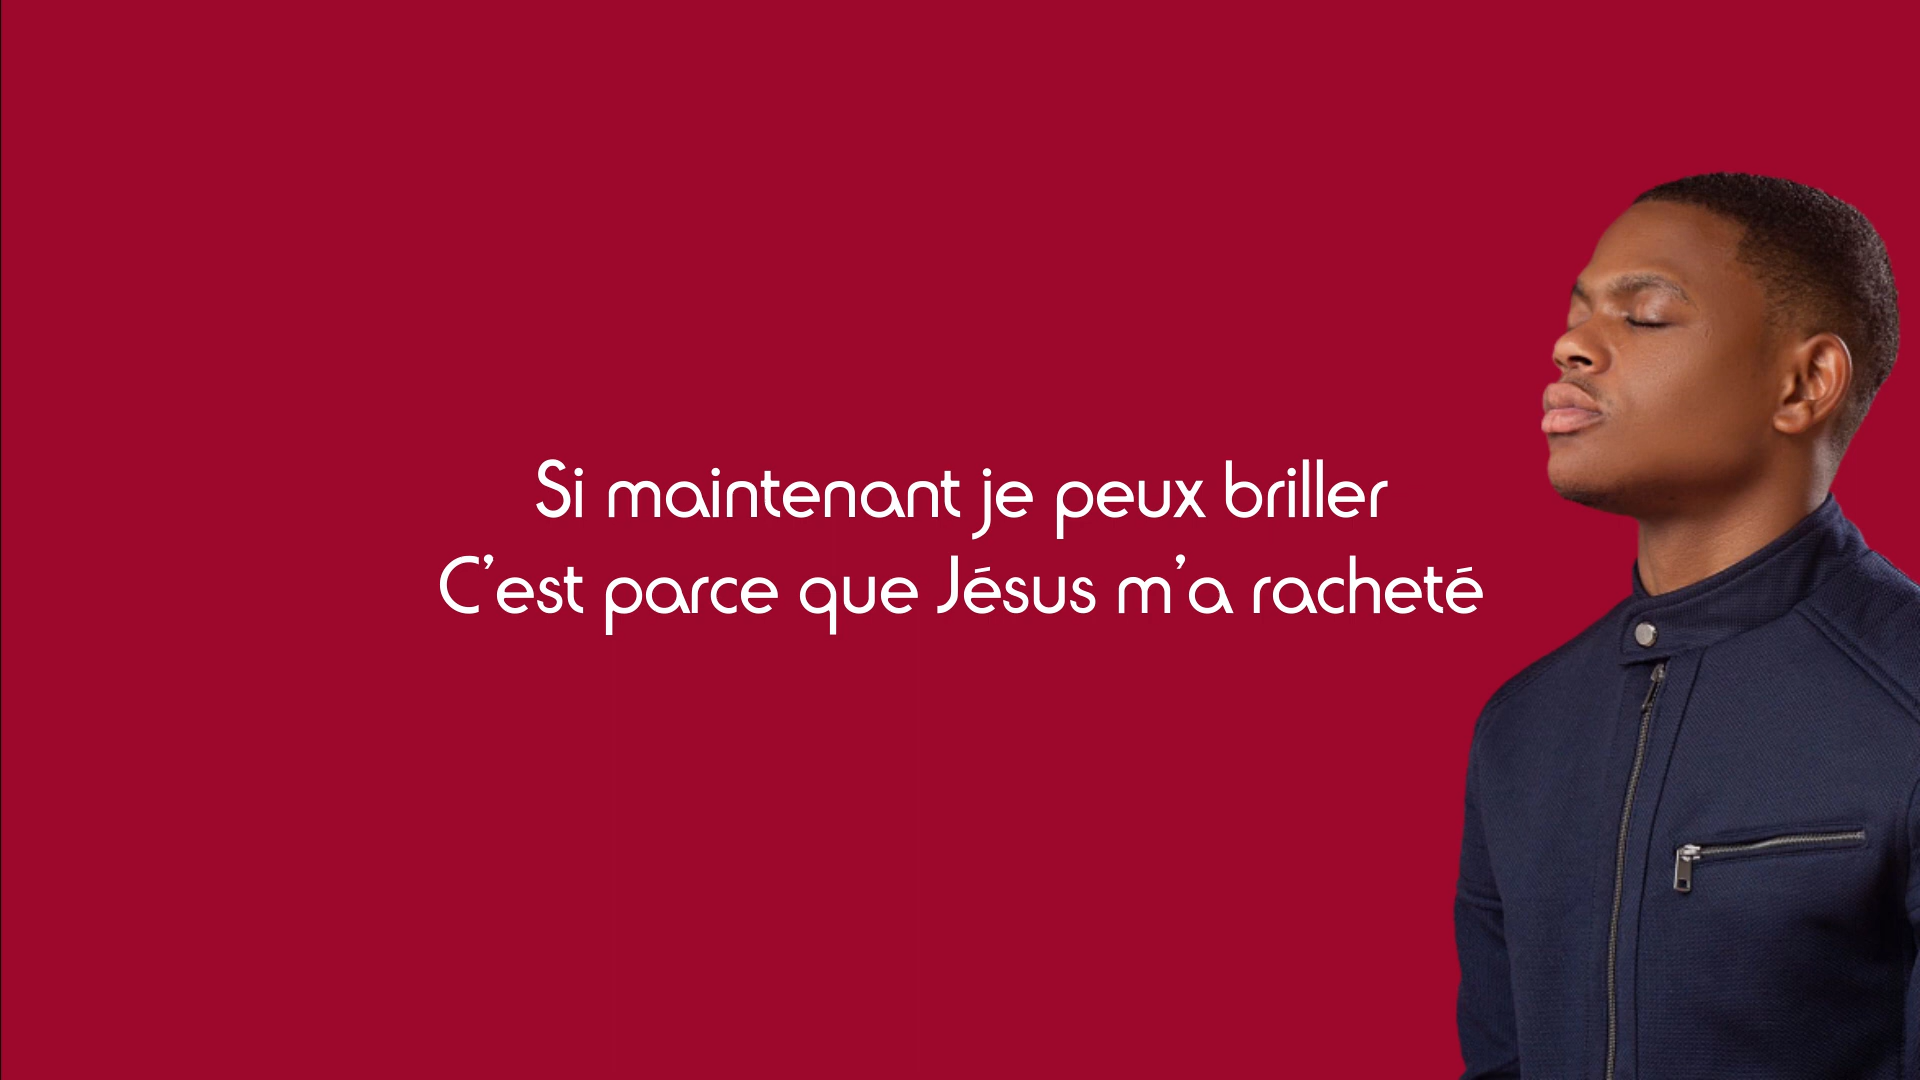 Si maintenant je peux briller
C’est parce que Jésus m’a racheté